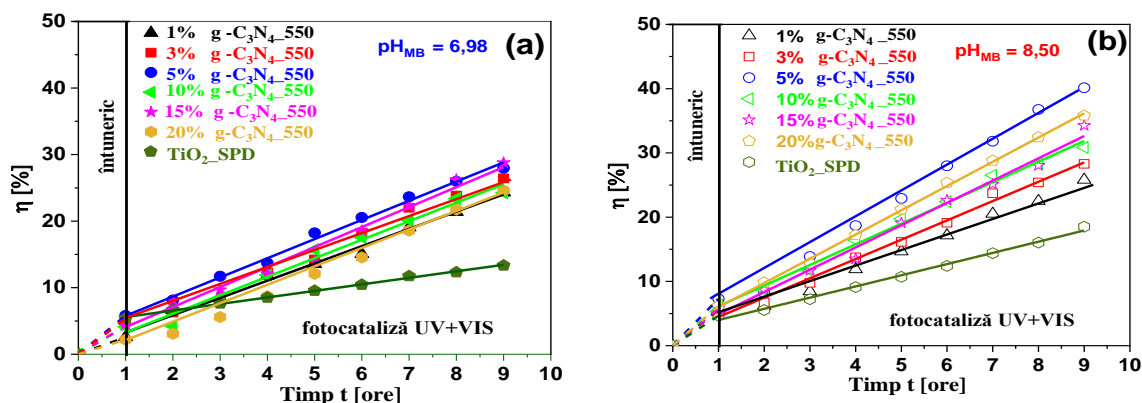 (a)
pH_MB = 6,98
1% g-C₃N₄_550
3% g-C₃N₄_550
5% g-C₃N₄_550
10% g-C₃N₄_550
15% g-C₃N₄_550
20% g-C₃N₄_550
TiO₂_SPD
întuneric
fotocataliză UV+VIS
η [%]
50
40
30
20
10
0
0 1 2 3 4 5 6 7 8 9 10
Timp t [ore]
(b)
pH_MB = 8,50
1% g-C₃N₄_550
3% g-C₃N₄_550
5% g-C₃N₄_550
10% g-C₃N₄_550
15% g-C₃N₄_550
20% g-C₃N₄_550
TiO₂_SPD
întuneric
fotocataliză UV+VIS
η [%]
50
40
30
20
10
0
0 1 2 3 4 5 6 7 8 9 10
Timp t [ore]